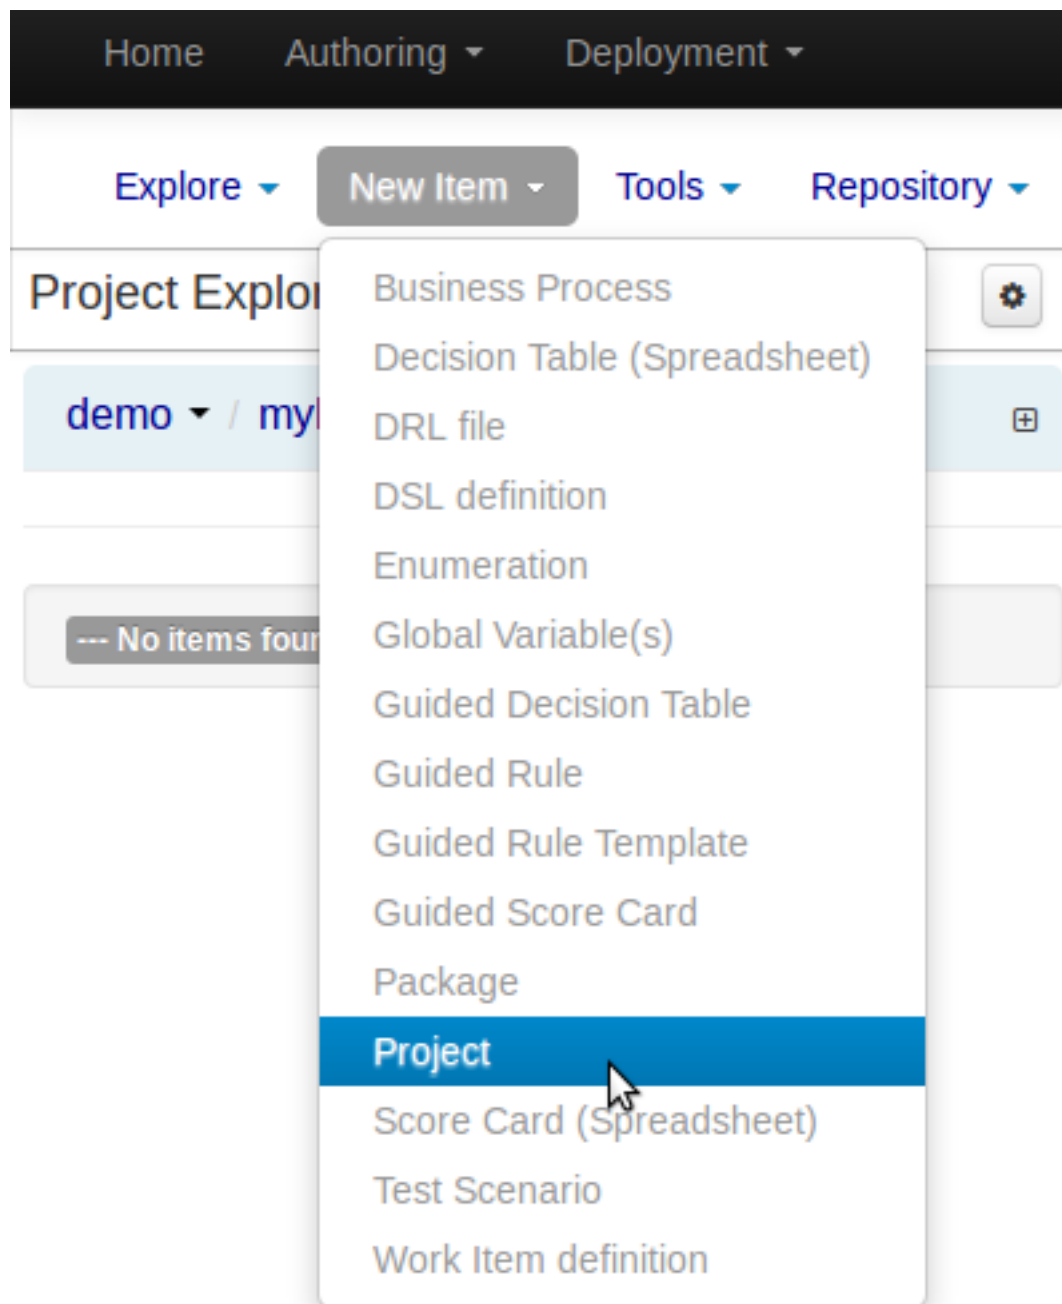 Home Authoring Deployment
Explore New Item Tools Repository
Project Explor
demo / my
--- No items four
Business Process
Decision Table (Spreadsheet)
DRL file
DSL definition
Enumeration
Global Variable(s)
Guided Decision Table
Guided Rule
Guided Rule Template
Guided Score Card
Package
Project
Score Card (Spreadsheet)
Test Scenario
Work Item definition